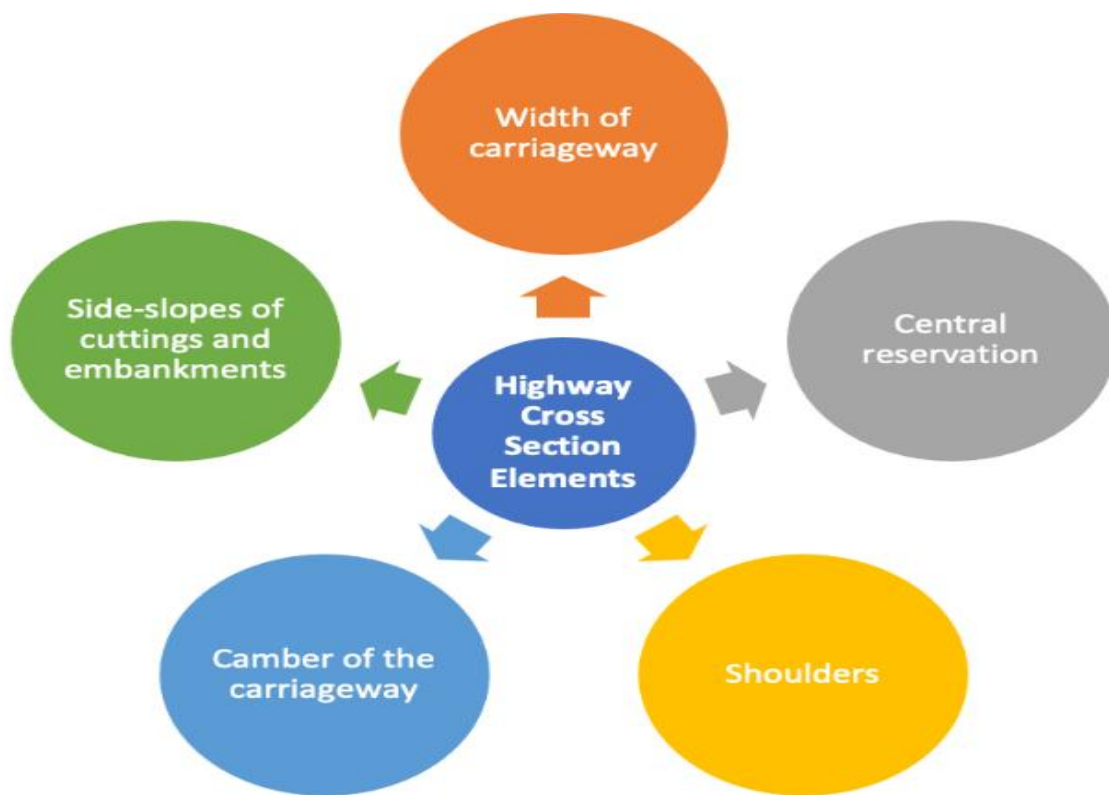 Width of
carriageway
Side-slopes of
cuttings and
embankments
Central
reservation
Highway
Cross
Section
Elements
Camber of the
carriageway
Shoulders